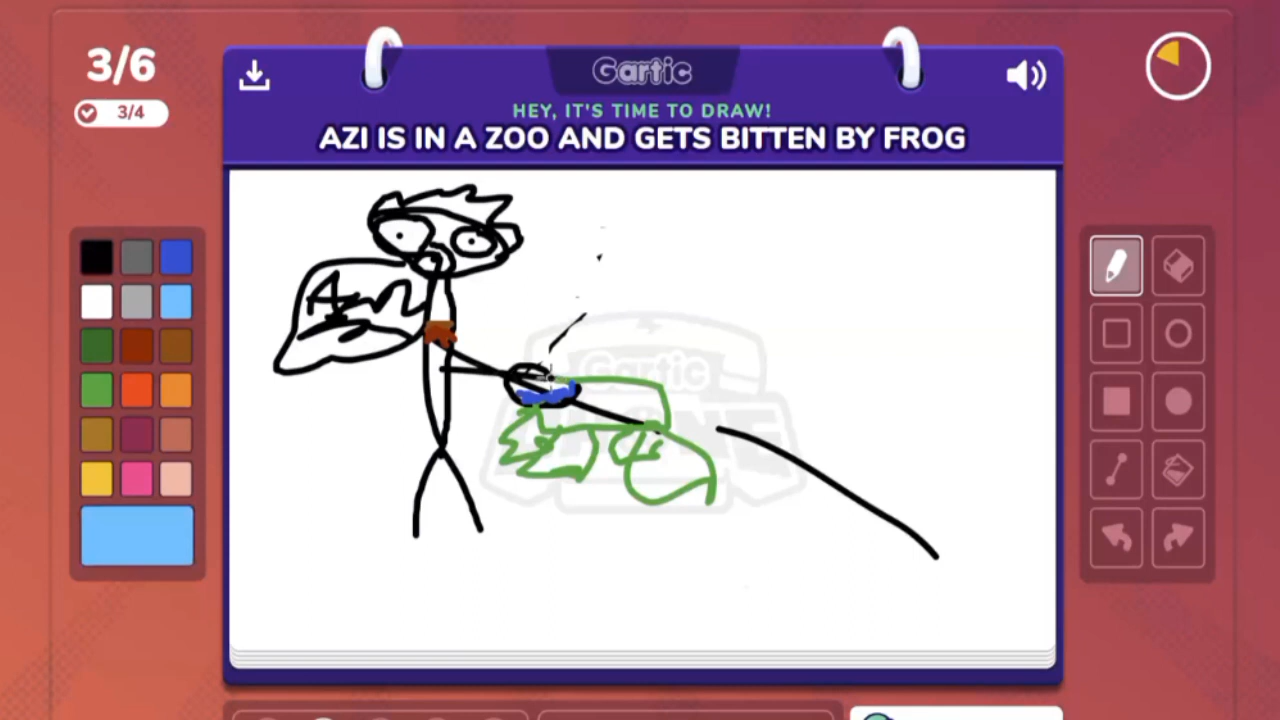 3/6
3/4
Gartic
HEY, IT'S TIME TO DRAW!
AZI IS IN A ZOO AND GETS BITTEN BY FROG
Gartic